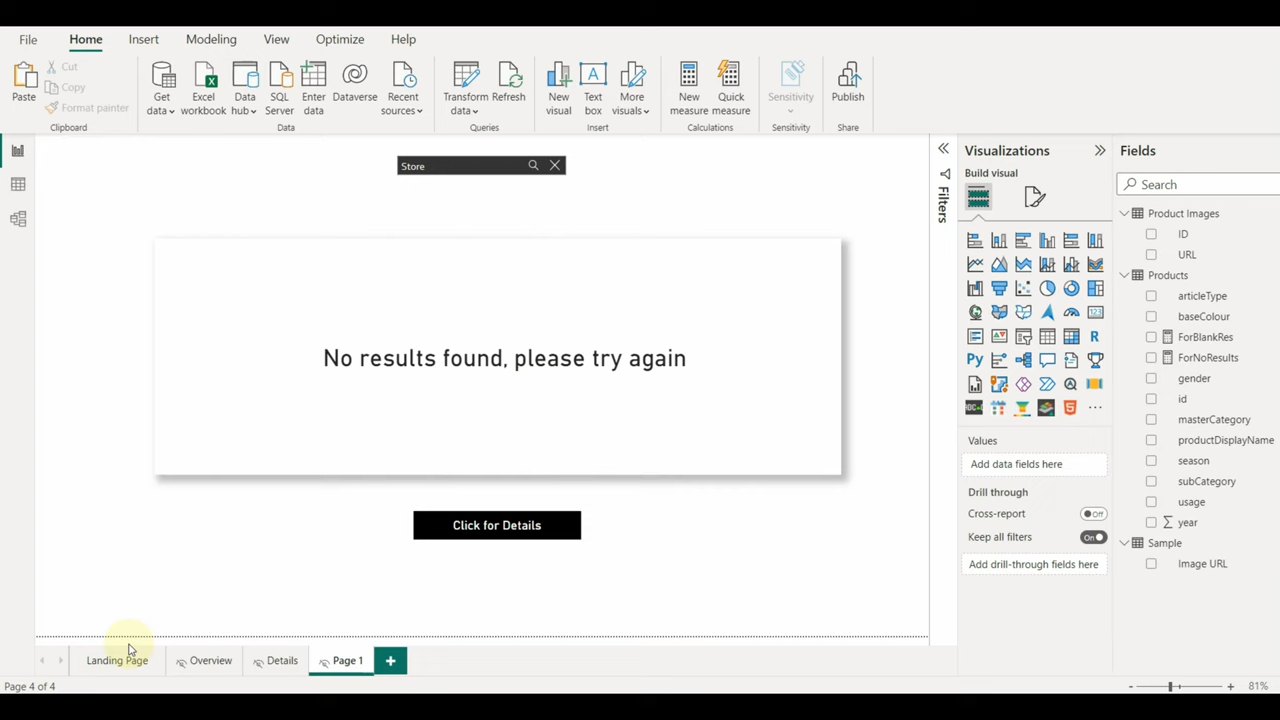 File Home Insert Modeling View Optimize Help
Paste
Cut
Copy
Format painter
Clipboard
Get data
Excel workbook
Data hub
SQL Server
Enter data
Dataverse
Recent sources
Data
Transform data
Refresh
Queries
New visual
Text box
More visuals
Insert
New measure
Quick measure
Calculations
Sensitivity
Sensitivity
Publish
Share
Store
No results found, please try again
Click for Details
Filters
Visualizations
Build visual
R
Py
Values
Add data fields here
Drill through
Cross-report Off
Keep all filters On
Add drill-through fields here
Fields
Search
Product Images
ID
URL
Products
articleType
baseColour
ForBlankRes
ForNoResults
gender
id
masterCategory
productDisplayName
season
subCategory
usage
Σ year
Sample
Image URL
Landing Page Overview Details Page 1 +
Page 4 of 4
- + 81%